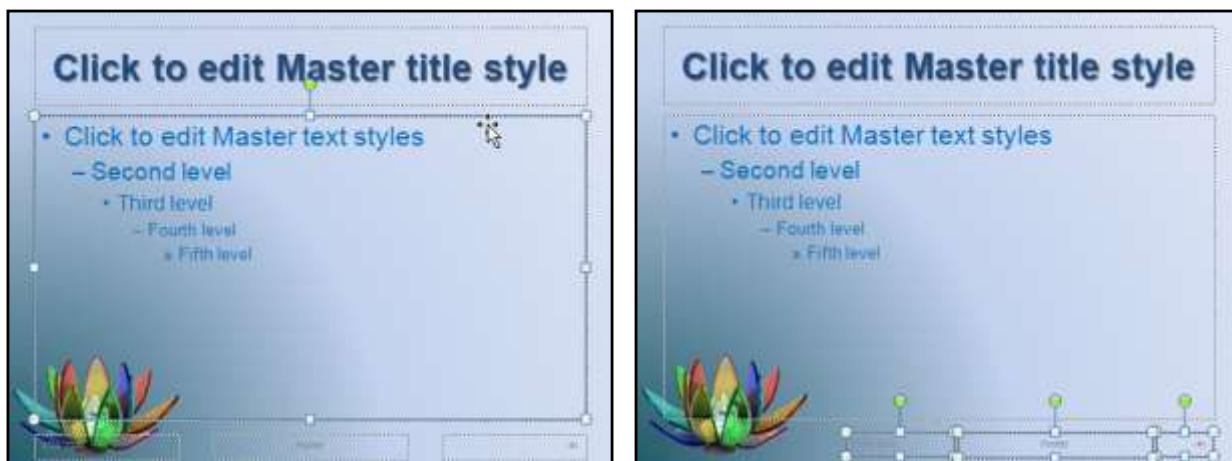 Click to edit Master title style
• Click to edit Master text styles
– Second level
• Third level
– Fourth level
» Fifth level
Click to edit Master title style
• Click to edit Master text styles
– Second level
• Third level
– Fourth level
» Fifth level
Footer